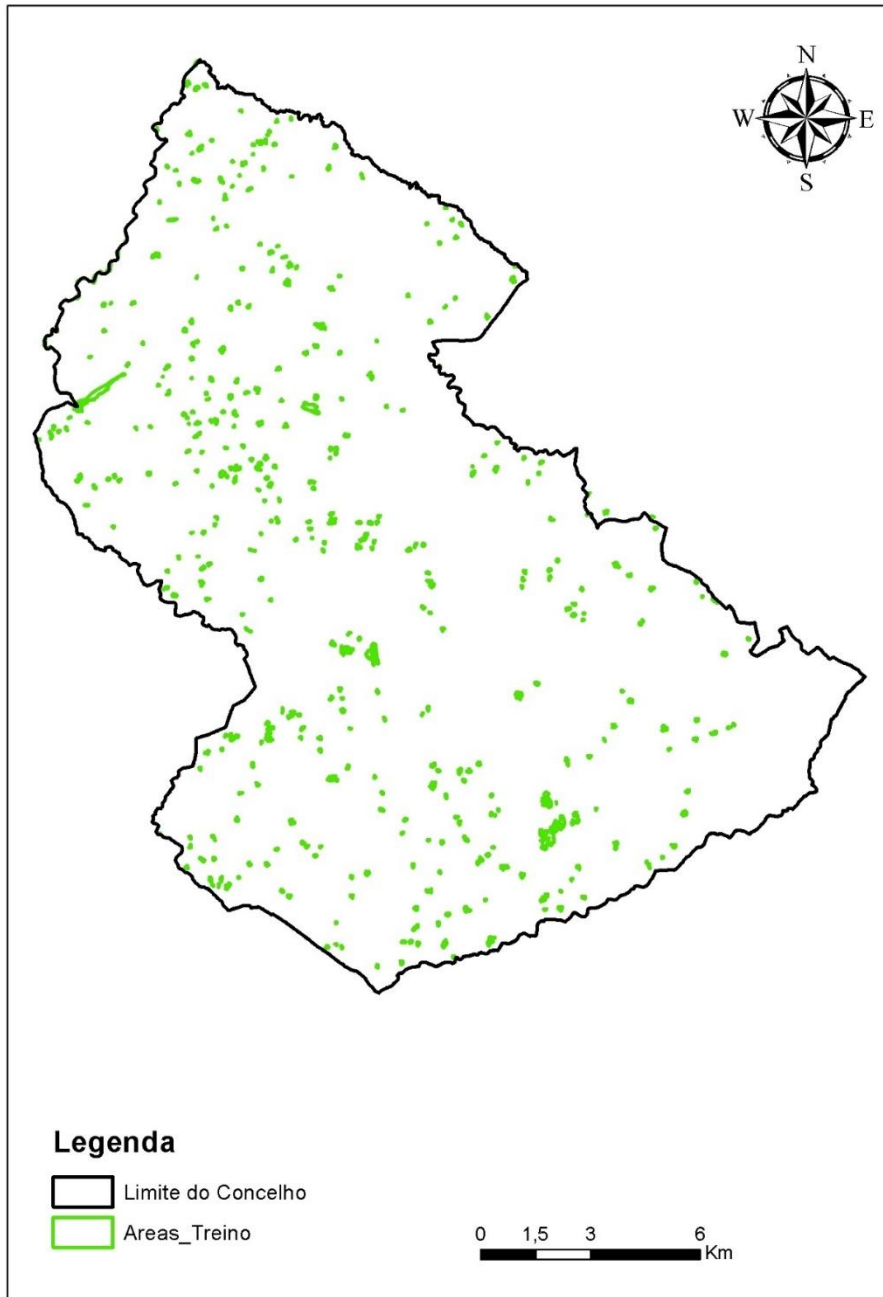 N
W E
S
Legenda
Limite do Concelho
Areas_Treino
0 1,5 3 6
Km